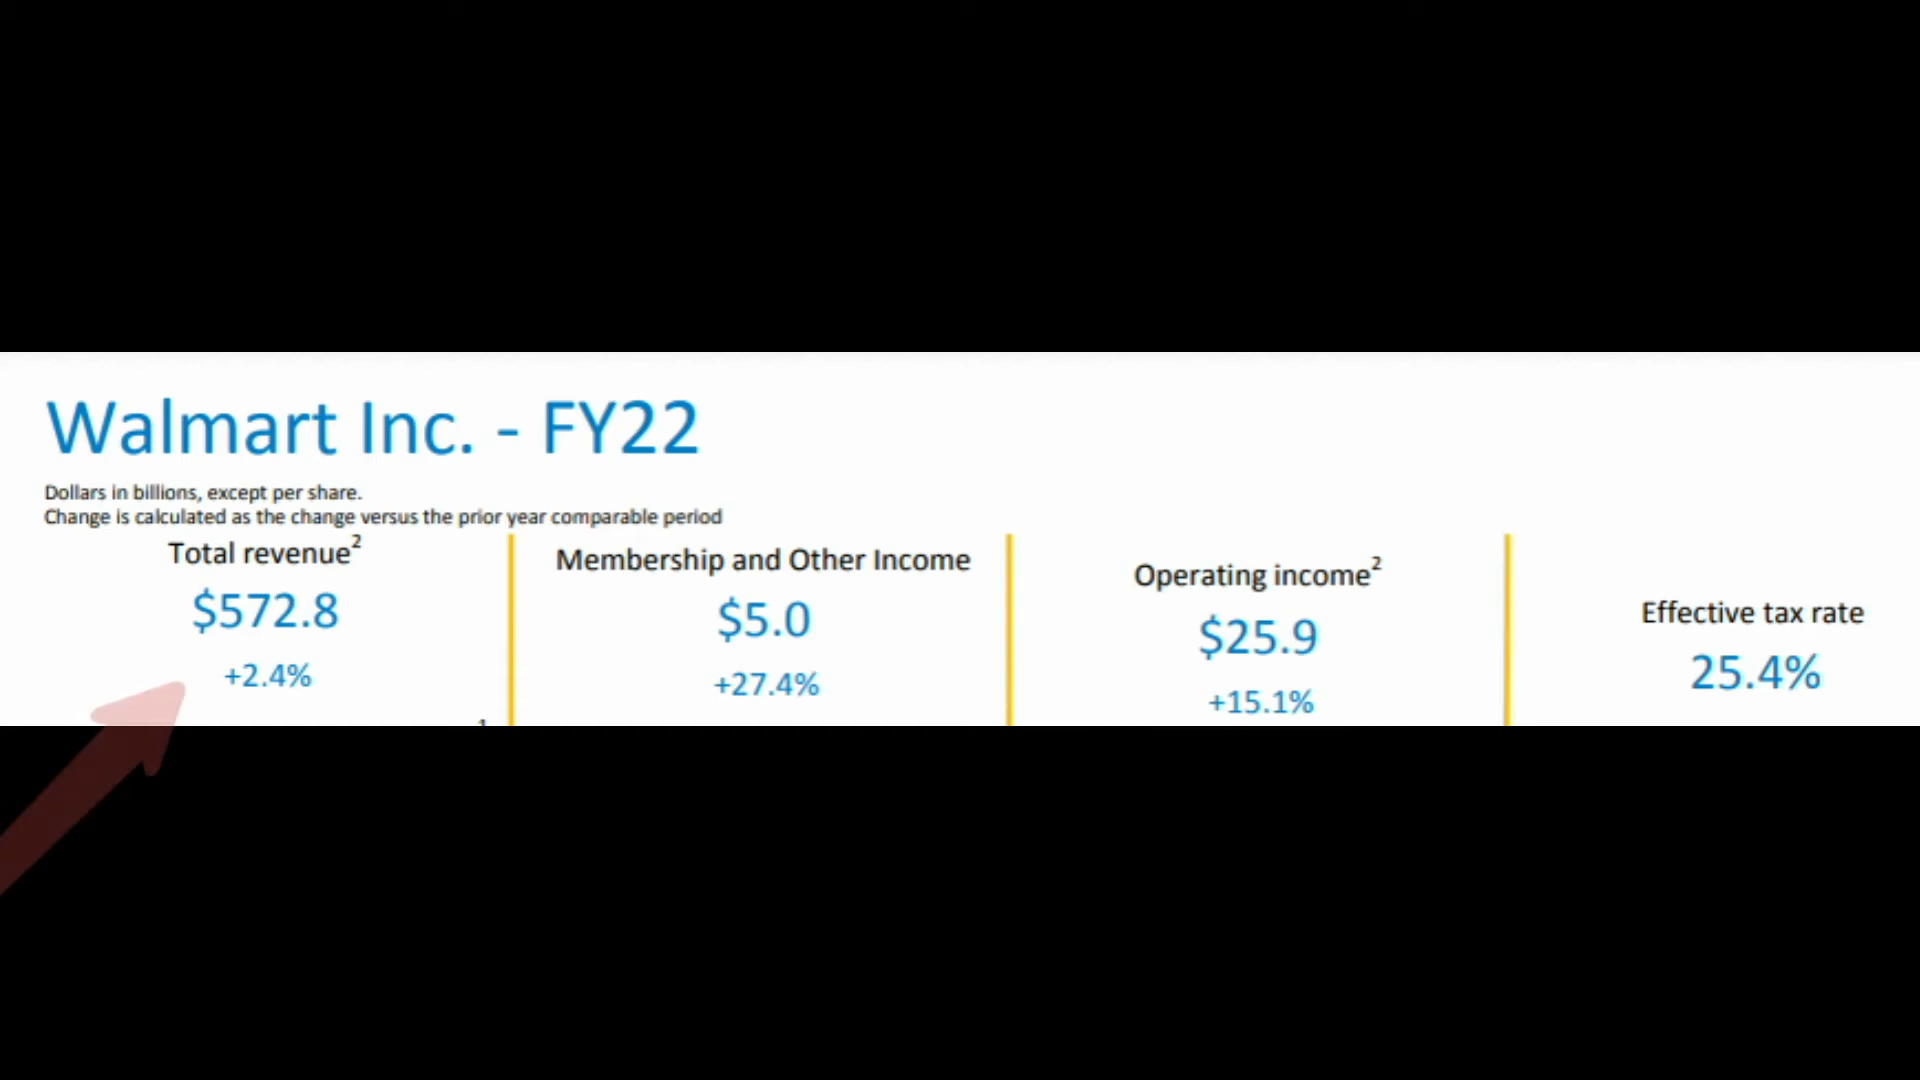 Walmart Inc. - FY22
Dollars in billions, except per share.
Change is calculated as the change versus the prior year comparable period
Total revenue²
$572.8
+2.4%
Membership and Other Income
$5.0
+27.4%
Operating income²
$25.9
+15.1%
Effective tax rate
25.4%